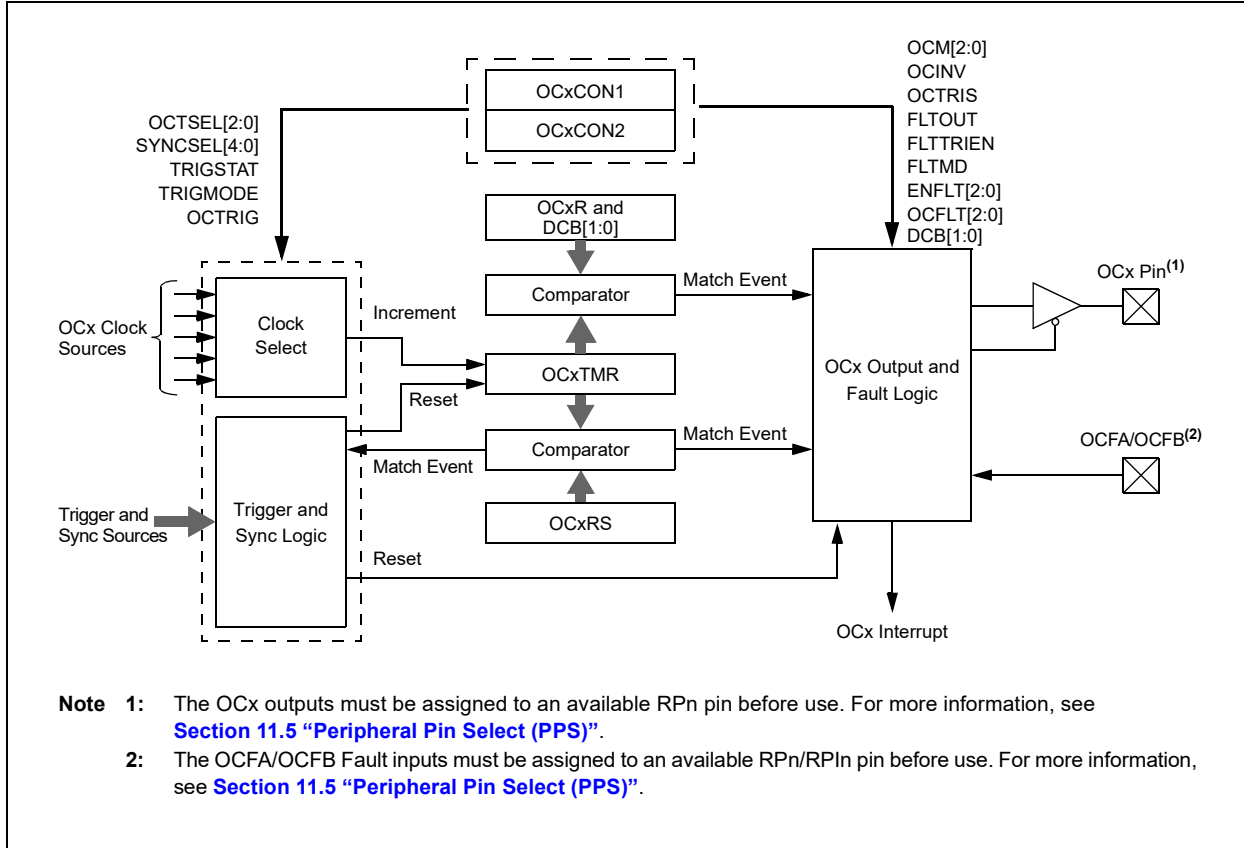 OCxCON1
OCxCON2
OCTSEL[2:0]
SYNCSEL[4:0]
TRIGSTAT
TRIGMODE
OCTRIG
OCM[2:0]
OCINV
OCTRIS
FLTOUT
FLTTRIEN
FLTMD
ENFLT[2:0]
OCFLT[2:0]
DCB[1:0]
OCxR and
DCB[1:0]
Comparator
Match Event
OCx Clock
Sources
Clock
Select
Increment
OCxTMR
Reset
Comparator
Match Event
Match Event
OCxRS
Trigger and
Sync Sources
Trigger and
Sync Logic
Reset
OCx Output and
Fault Logic
OCx Pin(1)
OCFA/OCFB(2)
OCx Interrupt
Note 1: The OCx outputs must be assigned to an available RPn pin before use. For more information, see
Section 11.5 “Peripheral Pin Select (PPS)”.
2: The OCFA/OCFB Fault inputs must be assigned to an available RPn/RPIn pin before use. For more information,
see Section 11.5 “Peripheral Pin Select (PPS)”.